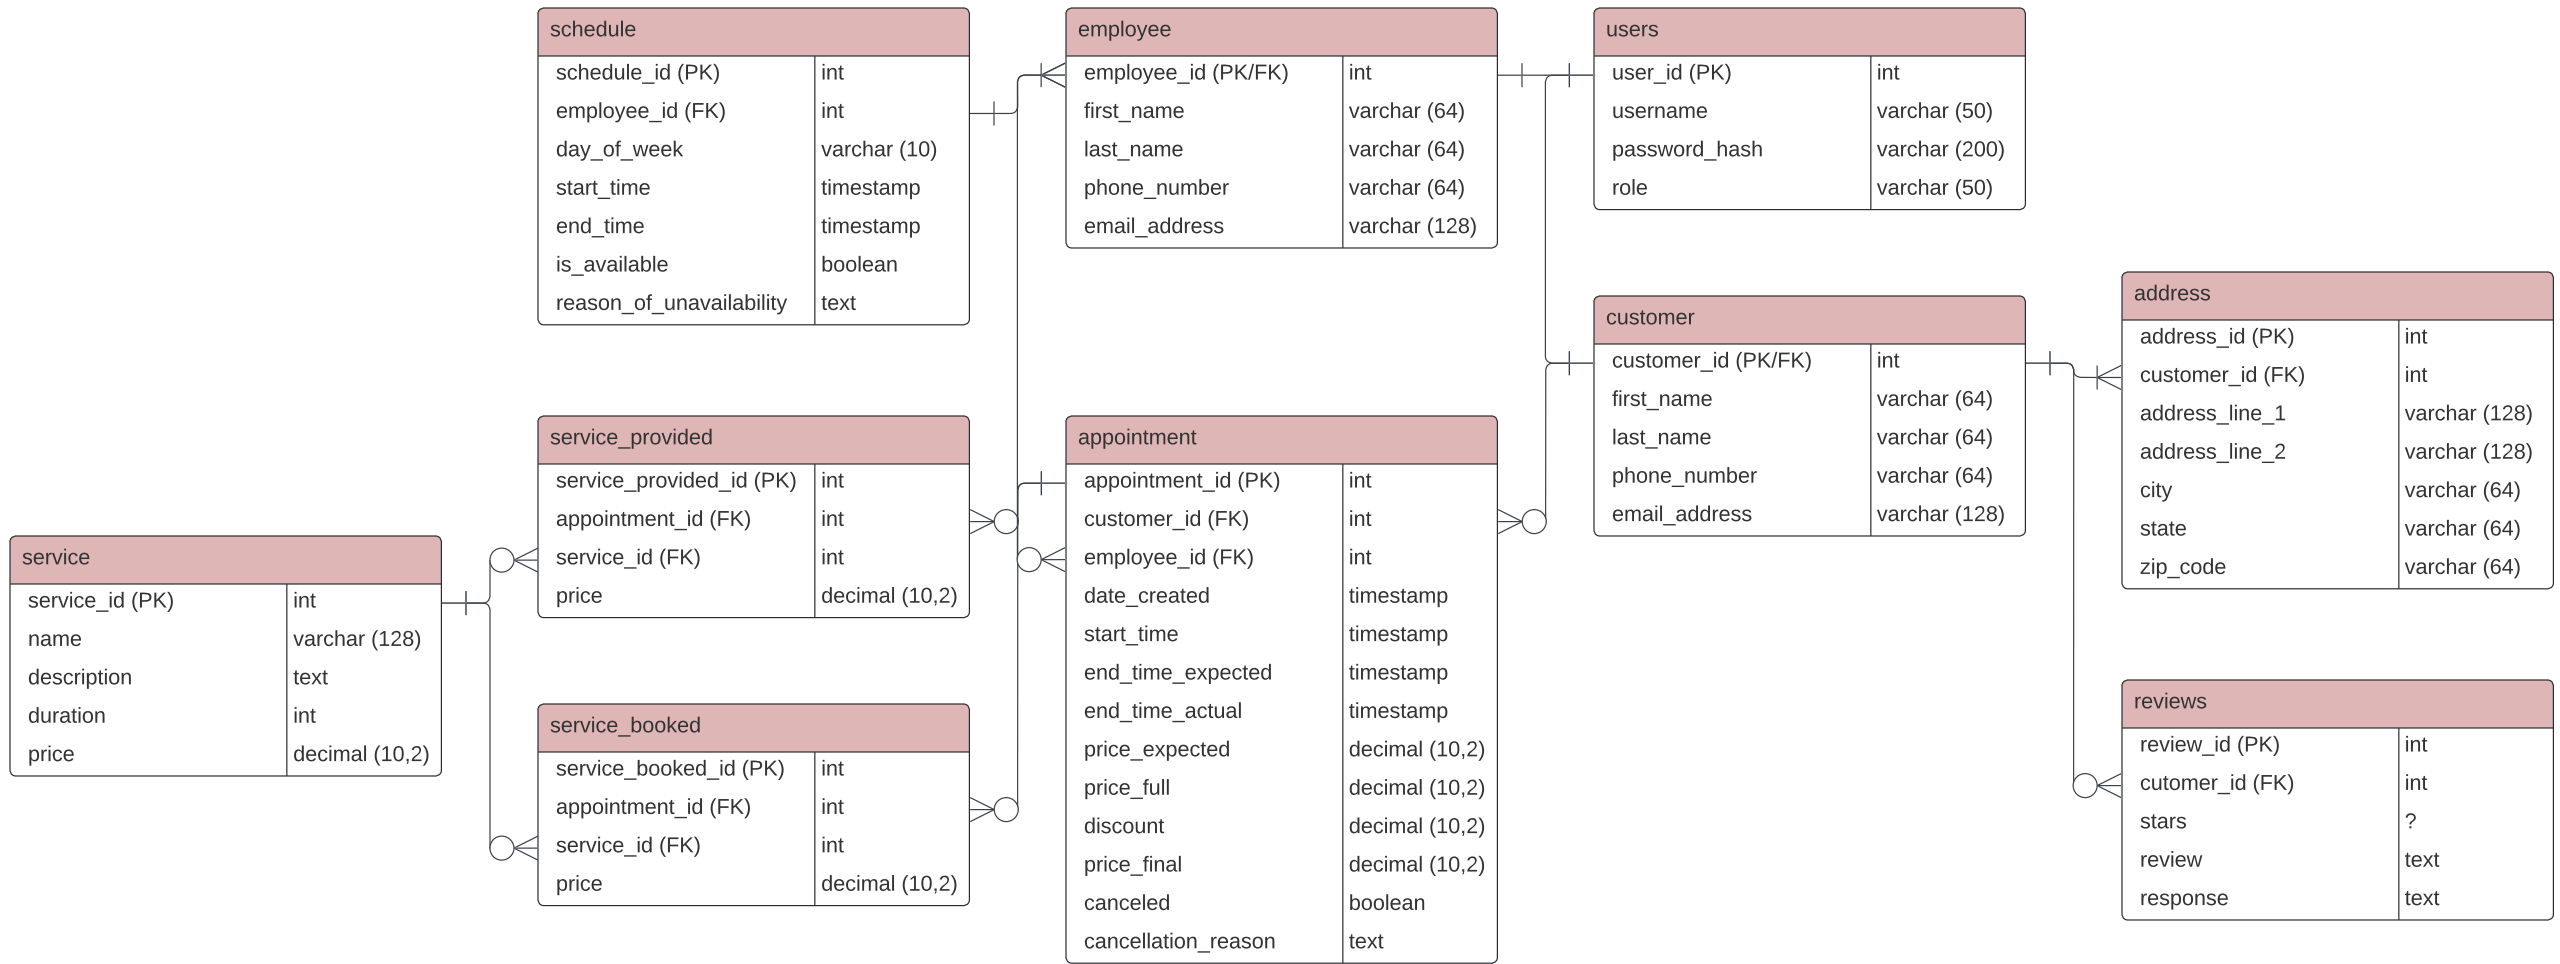 schedule
schedule_id (PK) int
employee_id (FK) int
day_of_week varchar (10)
start_time timestamp
end_time timestamp
is_available boolean
reason_of_unavailability text
employee
employee_id (PK/FK) int
first_name varchar (64)
last_name varchar (64)
phone_number varchar (64)
email_address varchar (128)
users
user_id (PK) int
username varchar (50)
password_hash varchar (200)
role varchar (50)
customer
customer_id (PK/FK) int
first_name varchar (64)
last_name varchar (64)
phone_number varchar (64)
email_address varchar (128)
address
address_id (PK) int
customer_id (FK) int
address_line_1 varchar (128)
address_line_2 varchar (128)
city varchar (64)
state varchar (64)
zip_code varchar (64)
service
service_id (PK) int
name varchar (128)
description text
duration int
price decimal (10,2)
service_provided
service_provided_id (PK) int
appointment_id (FK) int
service_id (FK) int
price decimal (10,2)
service_booked
service_booked_id (PK) int
appointment_id (FK) int
service_id (FK) int
price decimal (10,2)
appointment
appointment_id (PK) int
customer_id (FK) int
employee_id (FK) int
date_created timestamp
start_time timestamp
end_time_expected timestamp
end_time_actual timestamp
price_expected decimal (10,2)
price_full decimal (10,2)
discount decimal (10,2)
price_final decimal (10,2)
canceled boolean
cancellation_reason text
reviews
review_id (PK) int
cutomer_id (FK) int
stars ?
review text
response text